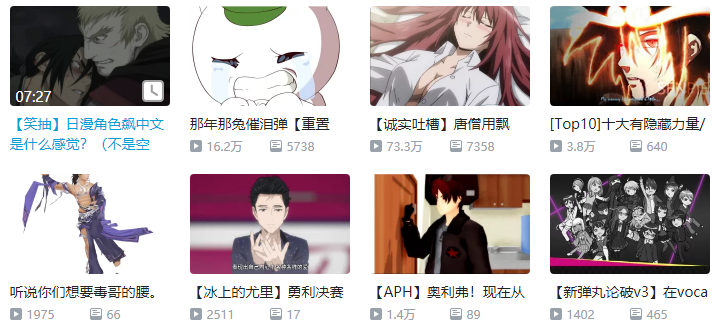 07:27
【笑抽】日漫角色飙中文
是什么感觉？（不是空
那年那兔催泪弹【重置
16.2万 5738
【诚实吐槽】唐僧用飘
73.3万 7358
[Top10]十大有隐藏力量/
3.8万 640
听说你们想要毒哥的腰。
1975 66
【冰上的尤里】勇利决赛
2511 17
【APH】奥利弗！现在从
1.4万 89
【新弹丸论破v3】在voca
1402 465